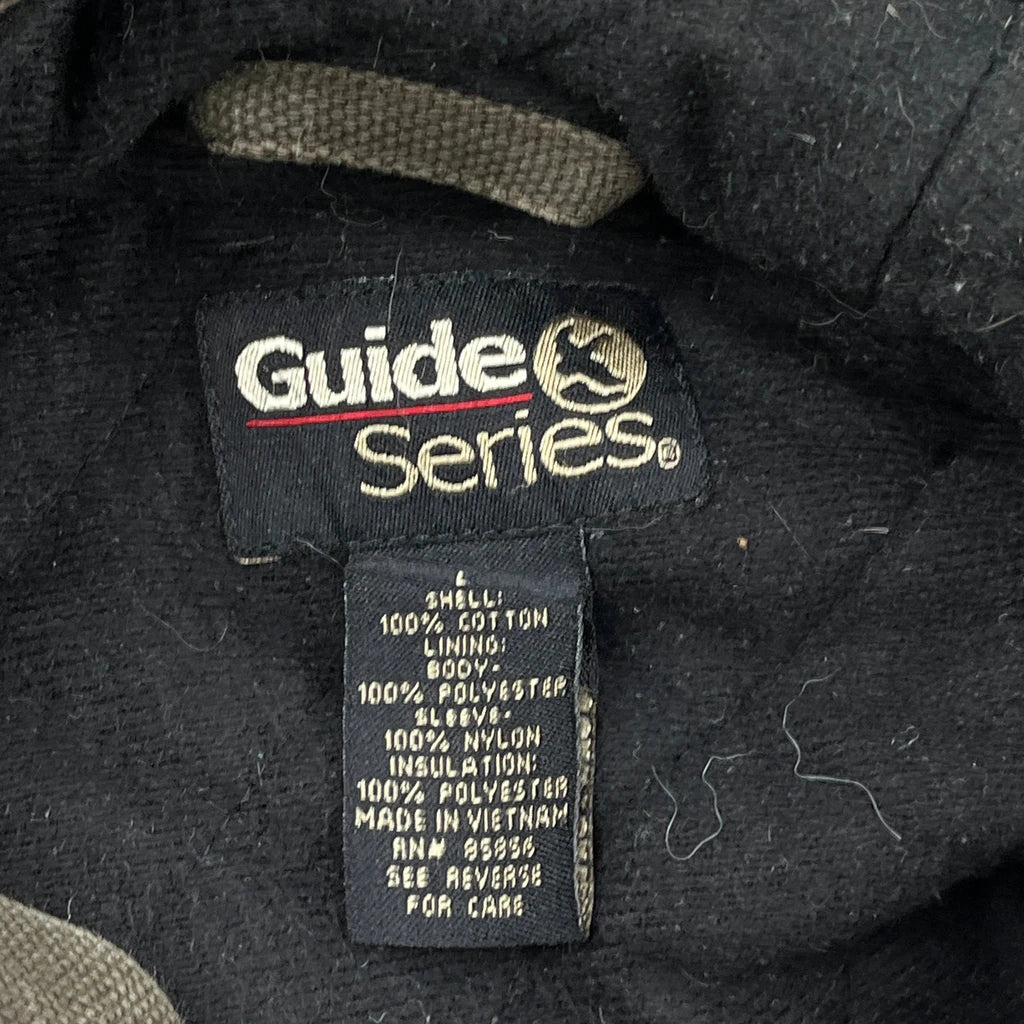 Guide
Series®
L
SHELL:
100% COTTON
LINING:
BODY-
100% POLYESTER
SLEEVE-
100% NYLON
INSULATION:
100% POLYESTER
MADE IN VIETNAM
RN# 85856
SEE REVERSE
FOR CARE